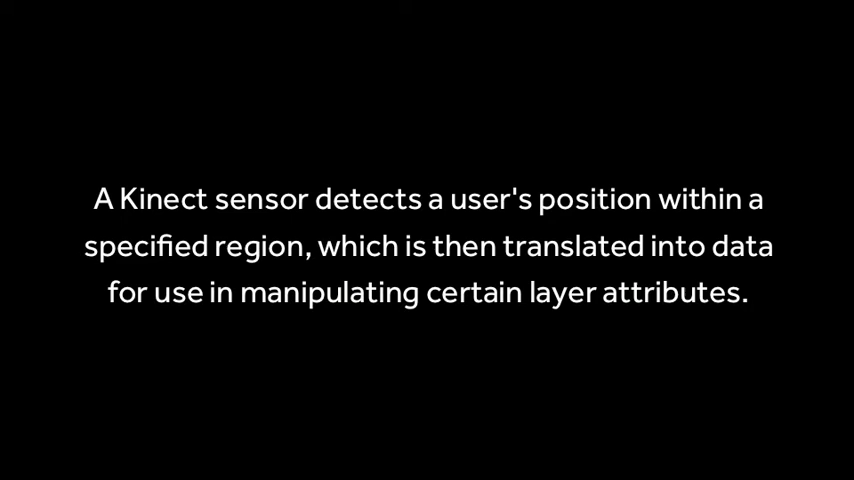 A Kinect sensor detects a user's position within a
specified region, which is then translated into data
for use in manipulating certain layer attributes.